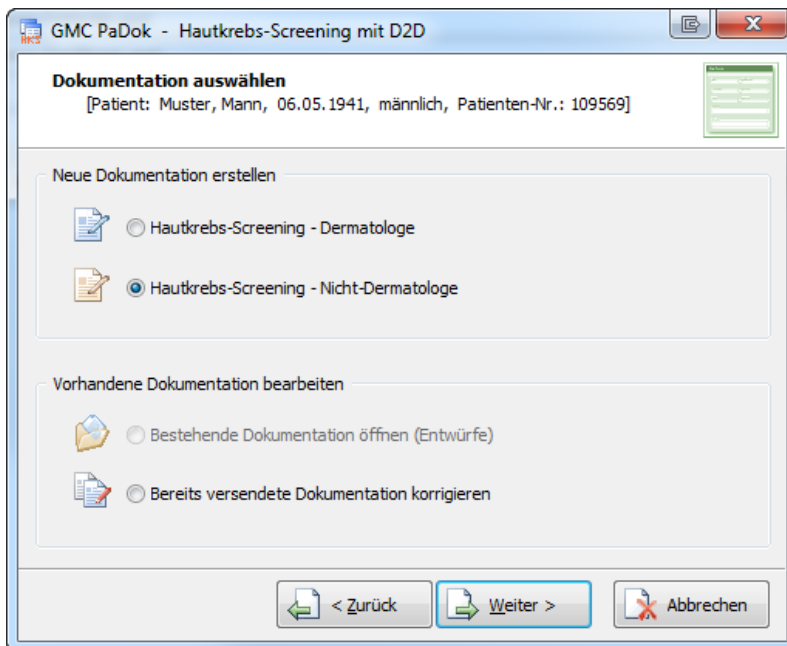 HKS
GMC PaDok - Hautkrebs-Screening mit D2D
Dokumentation auswählen
[Patient: Muster, Mann, 06.05.1941, männlich, Patienten-Nr.: 109569]
Neue Dokumentation erstellen
Hautkrebs-Screening - Dermatologe
Hautkrebs-Screening - Nicht-Dermatologe
Vorhandene Dokumentation bearbeiten
Bestehende Dokumentation öffnen (Entwürfe)
Bereits versendete Dokumentation korrigieren
< Zurück
Weiter >
Abbrechen